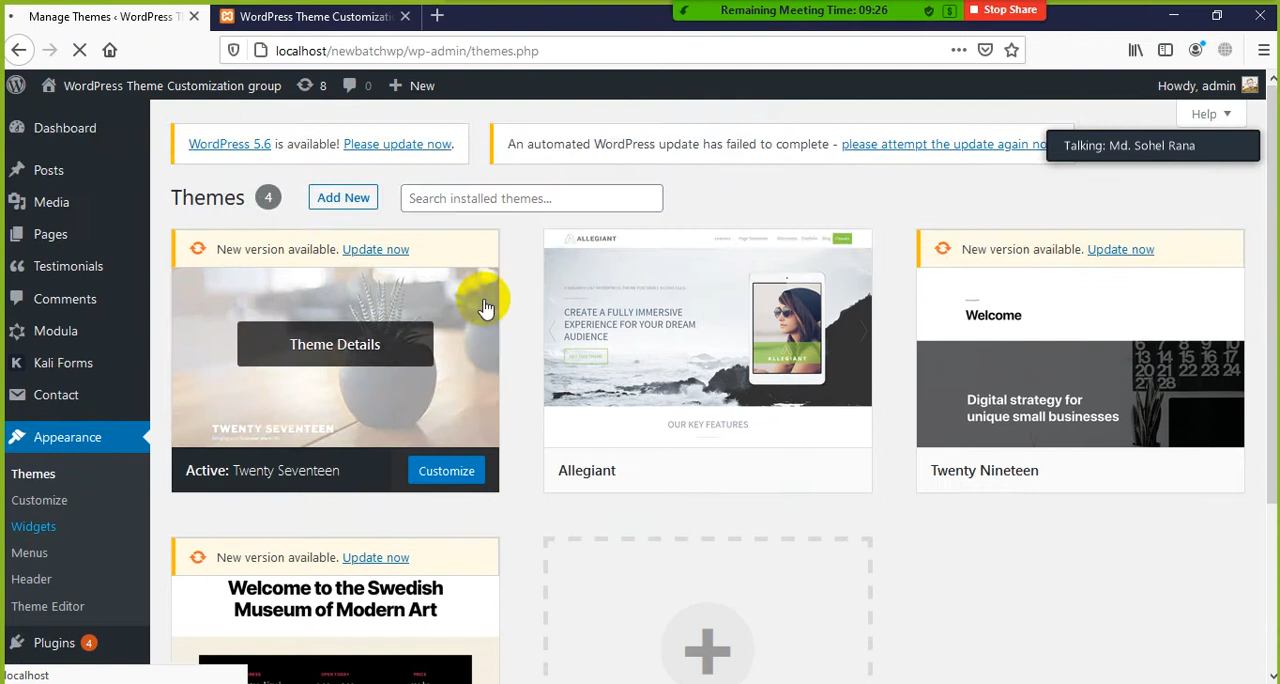 Manage Themes ‹ WordPress T
WordPress Theme Customizati
Remaining Meeting Time: 09:26
Stop Share
localhost/newbatchwp/wp-admin/themes.php
WordPress Theme Customization group
8
0
New
Howdy, admin
Help
Dashboard
Posts
Media
Pages
Testimonials
Comments
Modula
Kali Forms
Contact
Appearance
Themes
Customize
Widgets
Menus
Header
Theme Editor
Plugins 4
localhost
WordPress 5.6 is available! Please update now.
An automated WordPress update has failed to complete - please attempt the update again no
Talking: Md. Sohel Rana
Themes 4
Add New
Search installed themes...
New version available. Update now
Theme Details
TWENTY SEVENTEEN
Active: Twenty Seventeen
Customize
ALLEGIANT
CREATE A FULLY IMMERSIVE
EXPERIENCE FOR YOUR DREAM
AUDIENCE
ALLEGIANT
OUR KEY FEATURES
Allegiant
New version available. Update now
Welcome
Digital strategy for
unique small businesses
Twenty Nineteen
New version available. Update now
Welcome to the Swedish
Museum of Modern Art